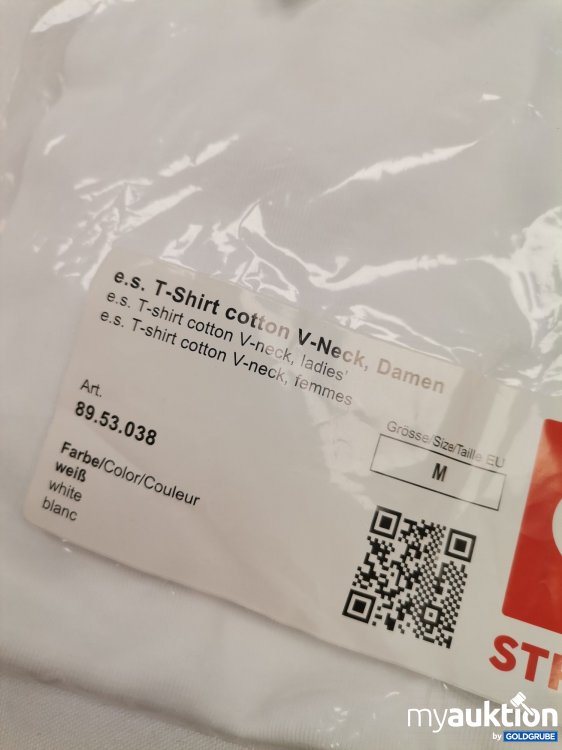 e.s. T-Shirt cotton V-Neck, Damen
e.s. T-shirt cotton V-neck, ladies'
e.s. T-shirt cotton V-neck, femmes
Art.
89.53.038
Grösse/Size/Taille EU
M
Farbe/Color/Couleur
weiß
white
blanc
myauktion
by GOLDGRUBE